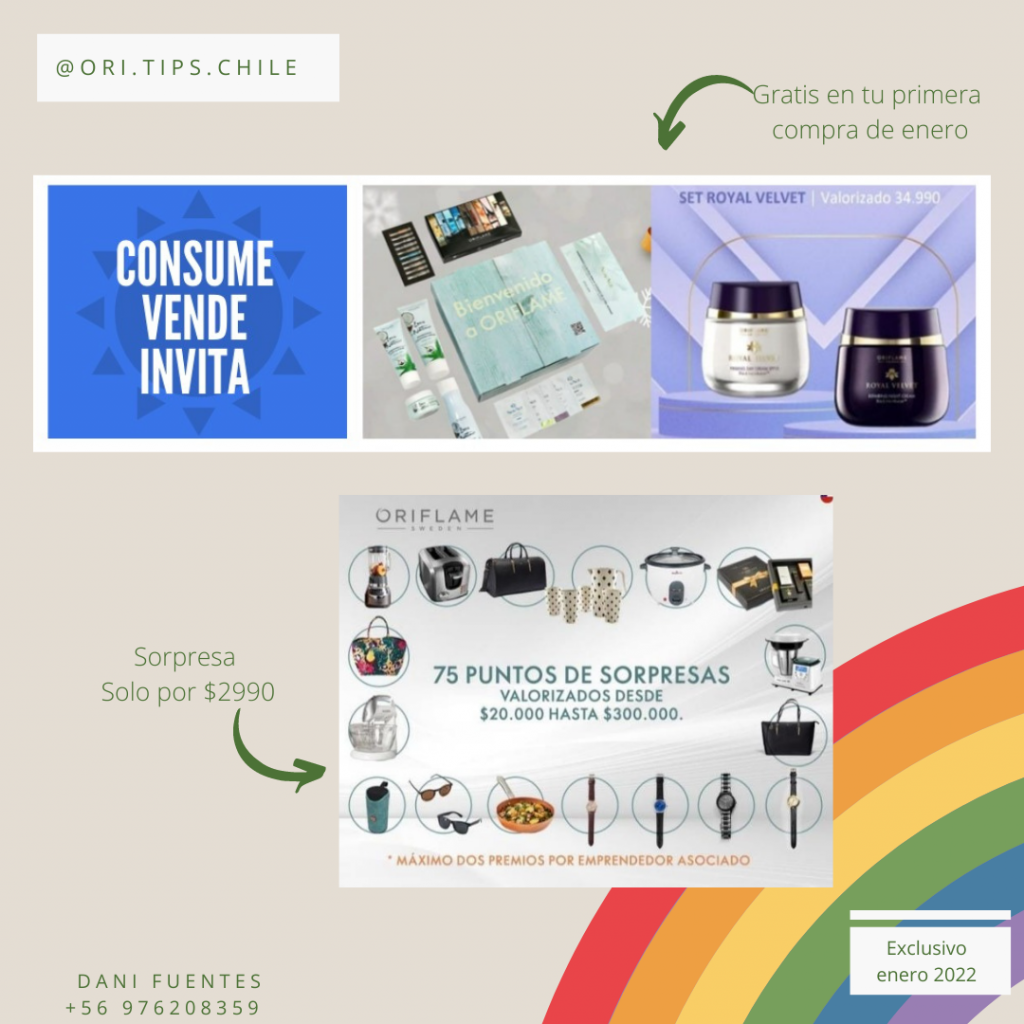 @ORI.TIPS.CHILE
Gratis en tu primera
compra de enero
CONSUME
VENDE
INVITA
Bienvenido
a ORIFLAME
SET ROYAL VELVET | Valorizado 34.990
ORIFLAME
ROYAL VELVET
ORIFLAME
ROYAL VELVET
ORIFLAME
SWEDEN
75 PUNTOS DE SORPRESAS
VALORIZADOS DESDE
$20.000 HASTA $300.000.
* MÁXIMO DOS PREMIOS POR EMPRENDEDOR ASOCIADO
Sorpresa
Solo por $2990
Exclusivo
enero 2022
DANI FUENTES
+56 976208359